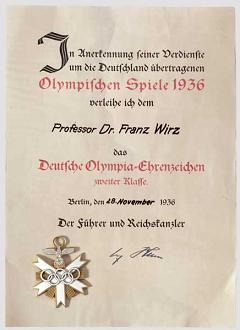 In Anerkennung seiner Verdienste
um die Deutschland übertragenen
Olympischen Spiele 1936
verleihe ich dem
Professor Dr. Franz Wirz
das
Deutsche Olympia-Ehrenzeichen
zweiter Klasse.
Berlin, den 28. November 1936
Der Führer und Reichskanzler